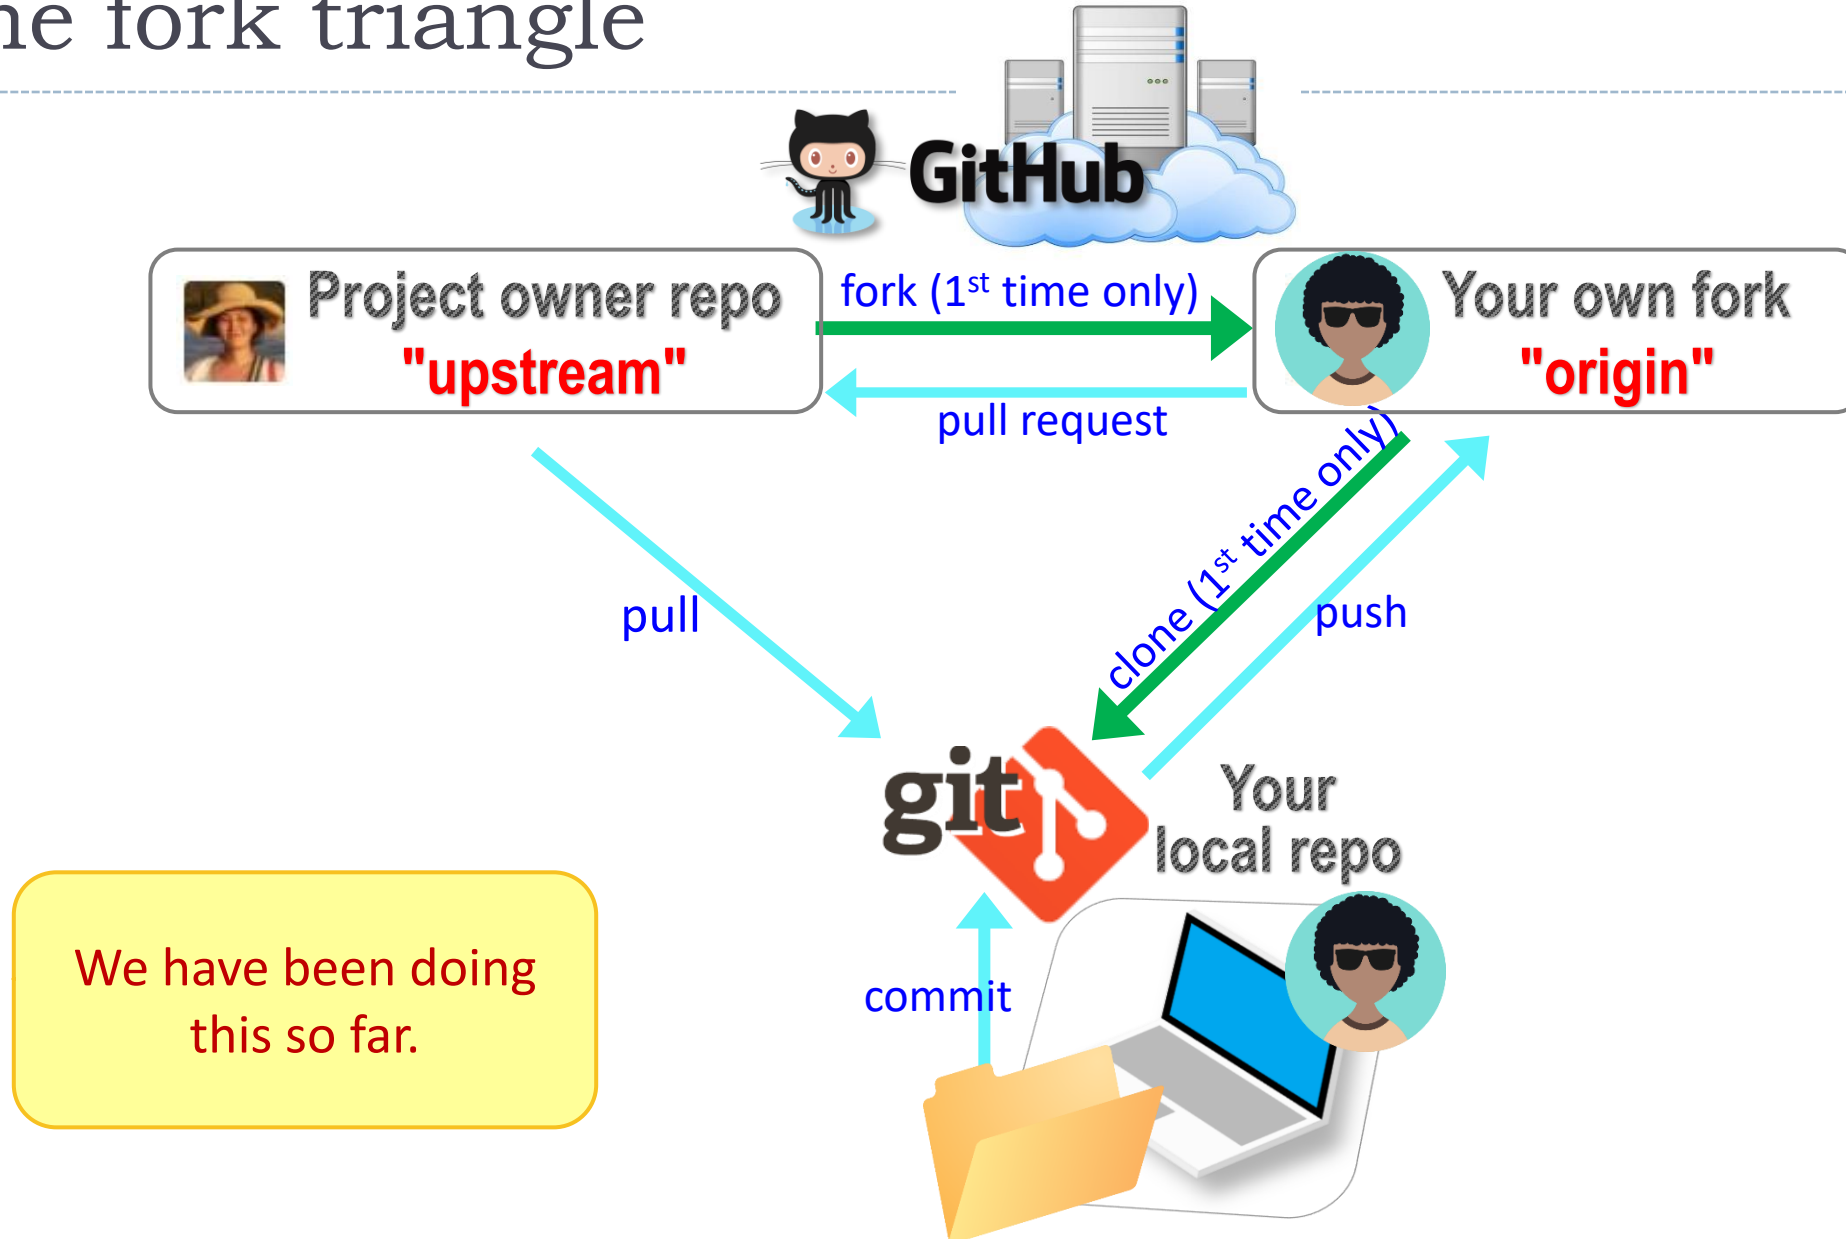 fork triangle
GitHub
Project owner repo
"upstream"
fork (1st time only)
pull request
Your own fork
"origin"
clone (1st time only)
pull
push
git
Your
local repo
We have been doing
this so far.
commit